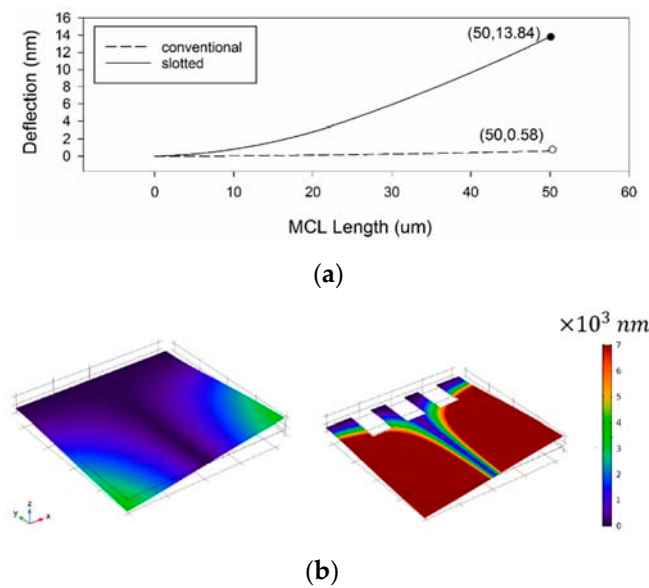 16
14
12
10
8
6
4
2
0
Deflection (nm)
conventional
slotted
(50,13.84)
(50,0.58)
0 10 20 30 40 50 60
MCL Length (um)
(a)
×10³ nm
7
6
5
4
3
2
1
0
z
y x
(b)